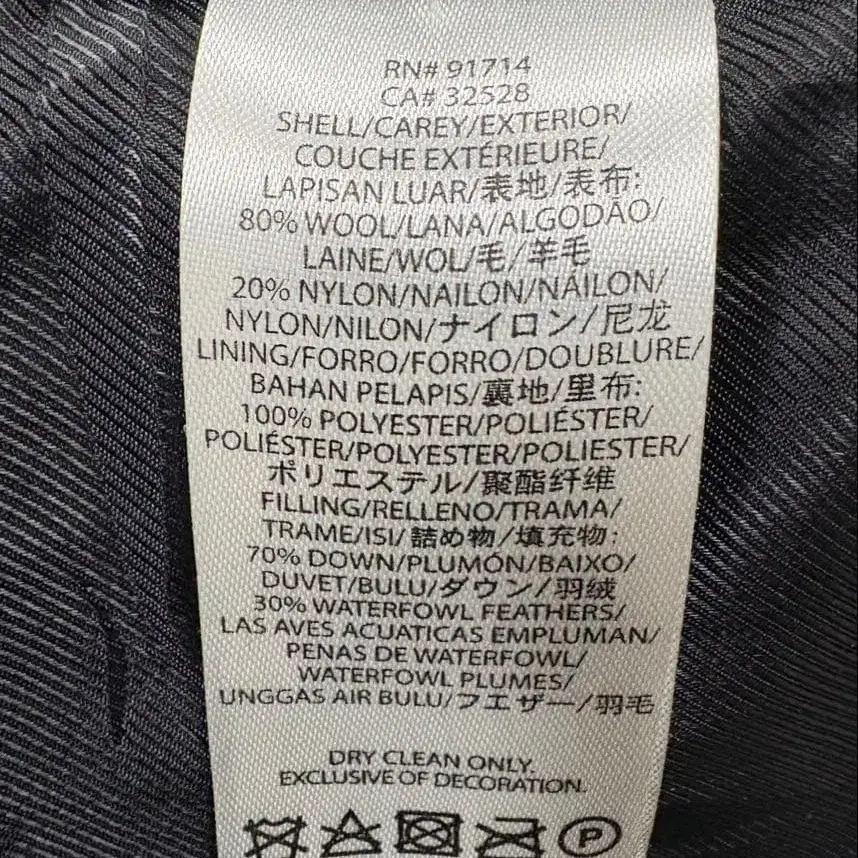 RN# 91714
CA# 32528
SHELL/CAREY/EXTERIOR/
COUCHE EXTÉRIEURE/
LAPISAN LUAR/表地/表布:
80% WOOL/LANA/ALGODÃO/
LAINE/WOL/毛/羊毛
20% NYLON/NAILON/NÁILON/
NYLON/NILON/ナイロン/尼龙
LINING/FORRO/FORRO/DOUBLURE/
BAHAN PELAPIS/裏地/里布:
100% POLYESTER/POLIÉSTER/
POLIÉSTER/POLYESTER/POLIESTER/
ポリエステル/聚酯纤维
FILLING/RELLENO/TRAMA/
TRAME/ISI/詰め物/填充物:
70% DOWN/PLUMÓN/BAIXO/
DUVET/BULU/ダウン/羽绒
30% WATERFOWL FEATHERS/
LAS AVES ACUATICAS EMPLUMAN/
PENAS DE WATERFOWL/
WATERFOWL PLUMES/
UNGGAS AIR BULU/フエザー/羽毛
DRY CLEAN ONLY.
EXCLUSIVE OF DECORATION.
P